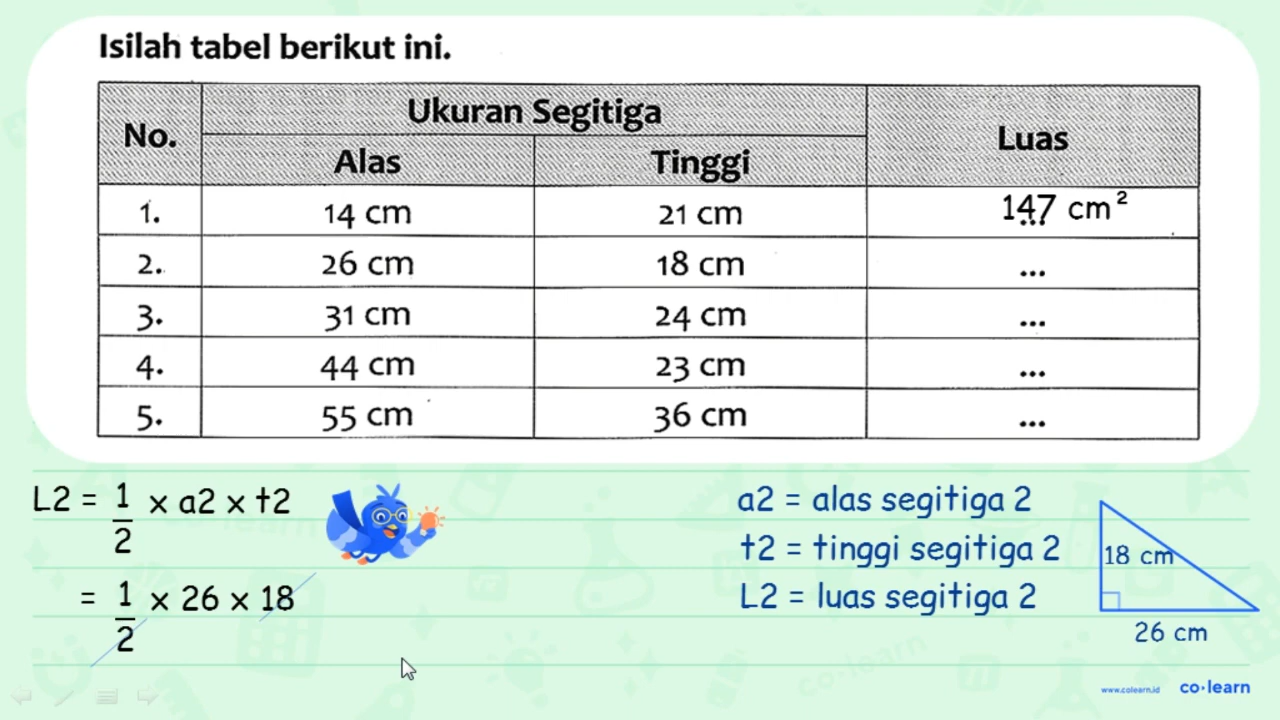 Isilah tabel berikut ini.
No. Ukuran Segitiga Luas
Alas Tinggi
1. 14 cm 21 cm 147 cm²
...
2. 26 cm 18 cm ...
3. 31 cm 24 cm ...
4. 44 cm 23 cm ...
5. 55 cm 36 cm ...
L2 = 1/2 x a2 x t2
= 1/2 x 26 x 18
a2 = alas segitiga 2
t2 = tinggi segitiga 2
L2 = luas segitiga 2
18 cm
26 cm
www.colearn.id co·learn